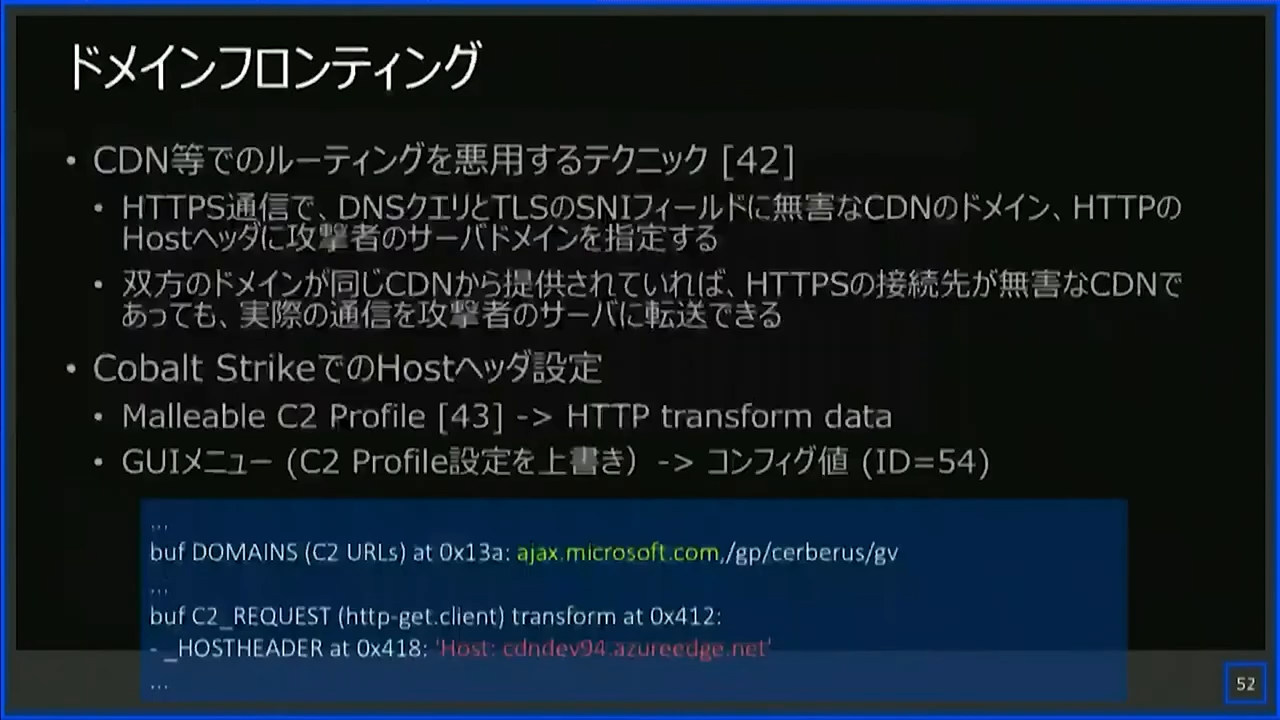 ドメインフロンティング
• CDN等でのルーティングを悪用するテクニック [42]
• HTTPS通信で、DNSクエリとTLSのSNIフィールドに無害なCDNのドメイン、HTTPの
Hostヘッダに攻撃者のサーバドメインを指定する
• 双方のドメインが同じCDNから提供されていれば、HTTPSの接続先が無害なCDNで
あっても、実際の通信を攻撃者のサーバに転送できる
• Cobalt StrikeでのHostヘッダ設定
• Malleable C2 Profile [43] -> HTTP transform data
• GUIメニュー (C2 Profile設定を上書き）-> コンフィグ値 (ID=54)
...
buf DOMAINS (C2 URLs) at 0x13a: ajax.microsoft.com,/gp/cerberus/gv
...
buf C2_REQUEST (http-get.client) transform at 0x412:
- _HOSTHEADER at 0x418: 'Host: cdndev94.azureedge.net'
...
52